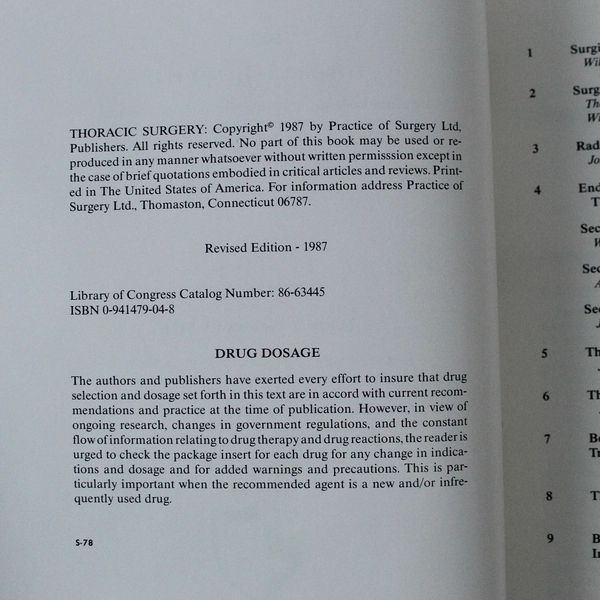 THORACIC SURGERY: Copyright© 1987 by Practice of Surgery Ltd,
Publishers. All rights reserved. No part of this book may be used or re-
produced in any manner whatsoever without written permisssion except in
the case of brief quotations embodied in critical articles and reviews. Print-
ed in The United States of America. For information address Practice of
Surgery Ltd., Thomaston, Connecticut 06787.
Revised Edition - 1987
Library of Congress Catalog Number: 86-63445
ISBN 0-941479-04-8
DRUG DOSAGE
The authors and publishers have exerted every effort to insure that drug
selection and dosage set forth in this text are in accord with current recom-
mendations and practice at the time of publication. However, in view of
ongoing research, changes in government regulations, and the constant
flow of information relating to drug therapy and drug reactions, the reader is
urged to check the package insert for each drug for any change in indica-
tions and dosage and for added warnings and precautions. This is par-
ticularly important when the recommended agent is a new and/or infre-
quently used drug.
S-78
1
2
3
4
5
6
7
8
9